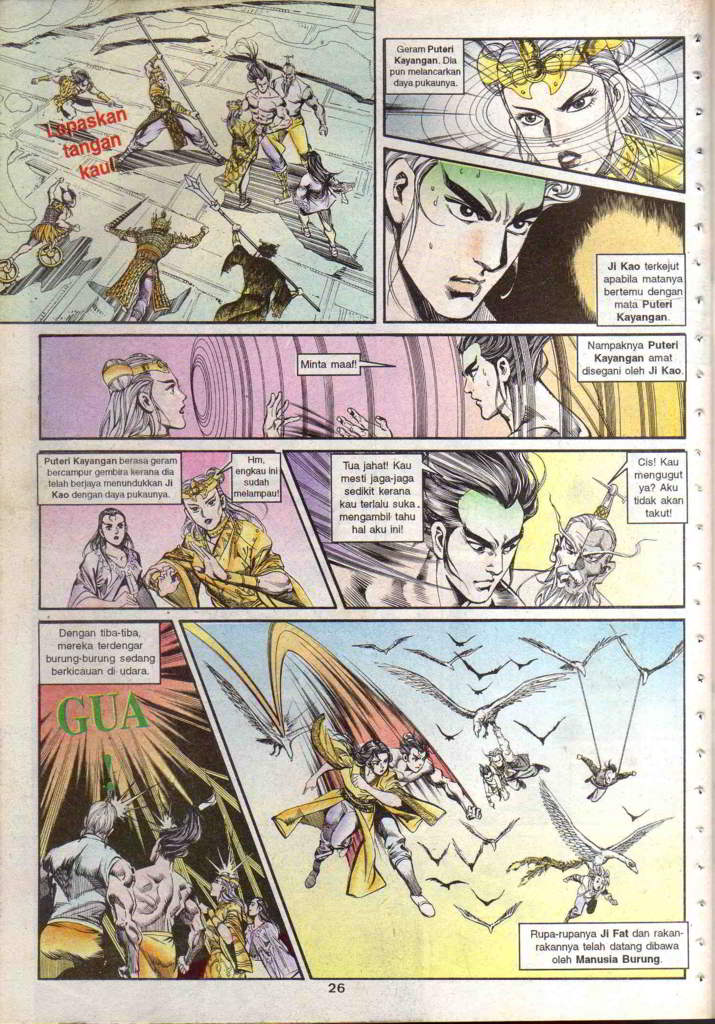 Lepaskan
tangan
kau!
Geram Puteri
Kayangan. Dia
pun melancarkan
daya pukaunya.
Ji Kao terkejut
apabila matanya
bertemu dengan
mata Puteri
Kayangan.
Minta maaf!
Nampaknya Puteri
Kayangan amat
disegani oleh Ji Kao.
Puteri Kayangan berasa geram
bercampur gembira kerana dia
telah berjaya menundukkan Ji
Kao dengan daya pukaunya.
Hm,
engkau ini
sudah
melampau!
Tua jahat! Kau
mesti jaga-jaga
sedikit kerana
kau terlalu suka
mengambil tahu
hal aku ini!
Cis! Kau
mengugut
ya? Aku
tidak akan
takut!
Dengan tiba-tiba,
mereka terdengar
burung-burung sedang
berkicauan di udara.
GUA
!
Rupa-rupanya Ji Fat dan rakan-
rakannya telah datang dibawa
oleh Manusia Burung.
26